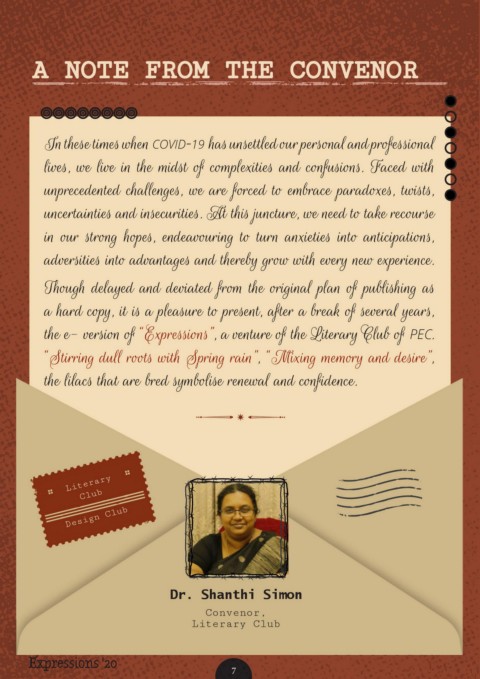 A NOTE FROM THE CONVENOR
In these times when COVID-19 has unsettled our personal and professional
lives, we live in the midst of complexities and confusions. Faced with
unprecedented challenges, we are forced to embrace paradoxes, twists,
uncertainties and insecurities. At this juncture, we need to take recourse
in our strong hopes, endeavouring to turn anxieties into anticipations,
adversities into advantages and thereby grow with every new experience.
Though delayed and deviated from the original plan of publishing as
a hard copy, it is a pleasure to present, after a break of several years,
the e- version of "Expressions", a venture of the Literary Club of PEC.
"Stirring dull roots with Spring rain", "Mixing memory and desire",
the lilacs that are bred symbolise renewal and confidence.
Literary
Club
Design Club
Dr. Shanthi Simon
Convenor,
Literary Club
Expressions '20
7